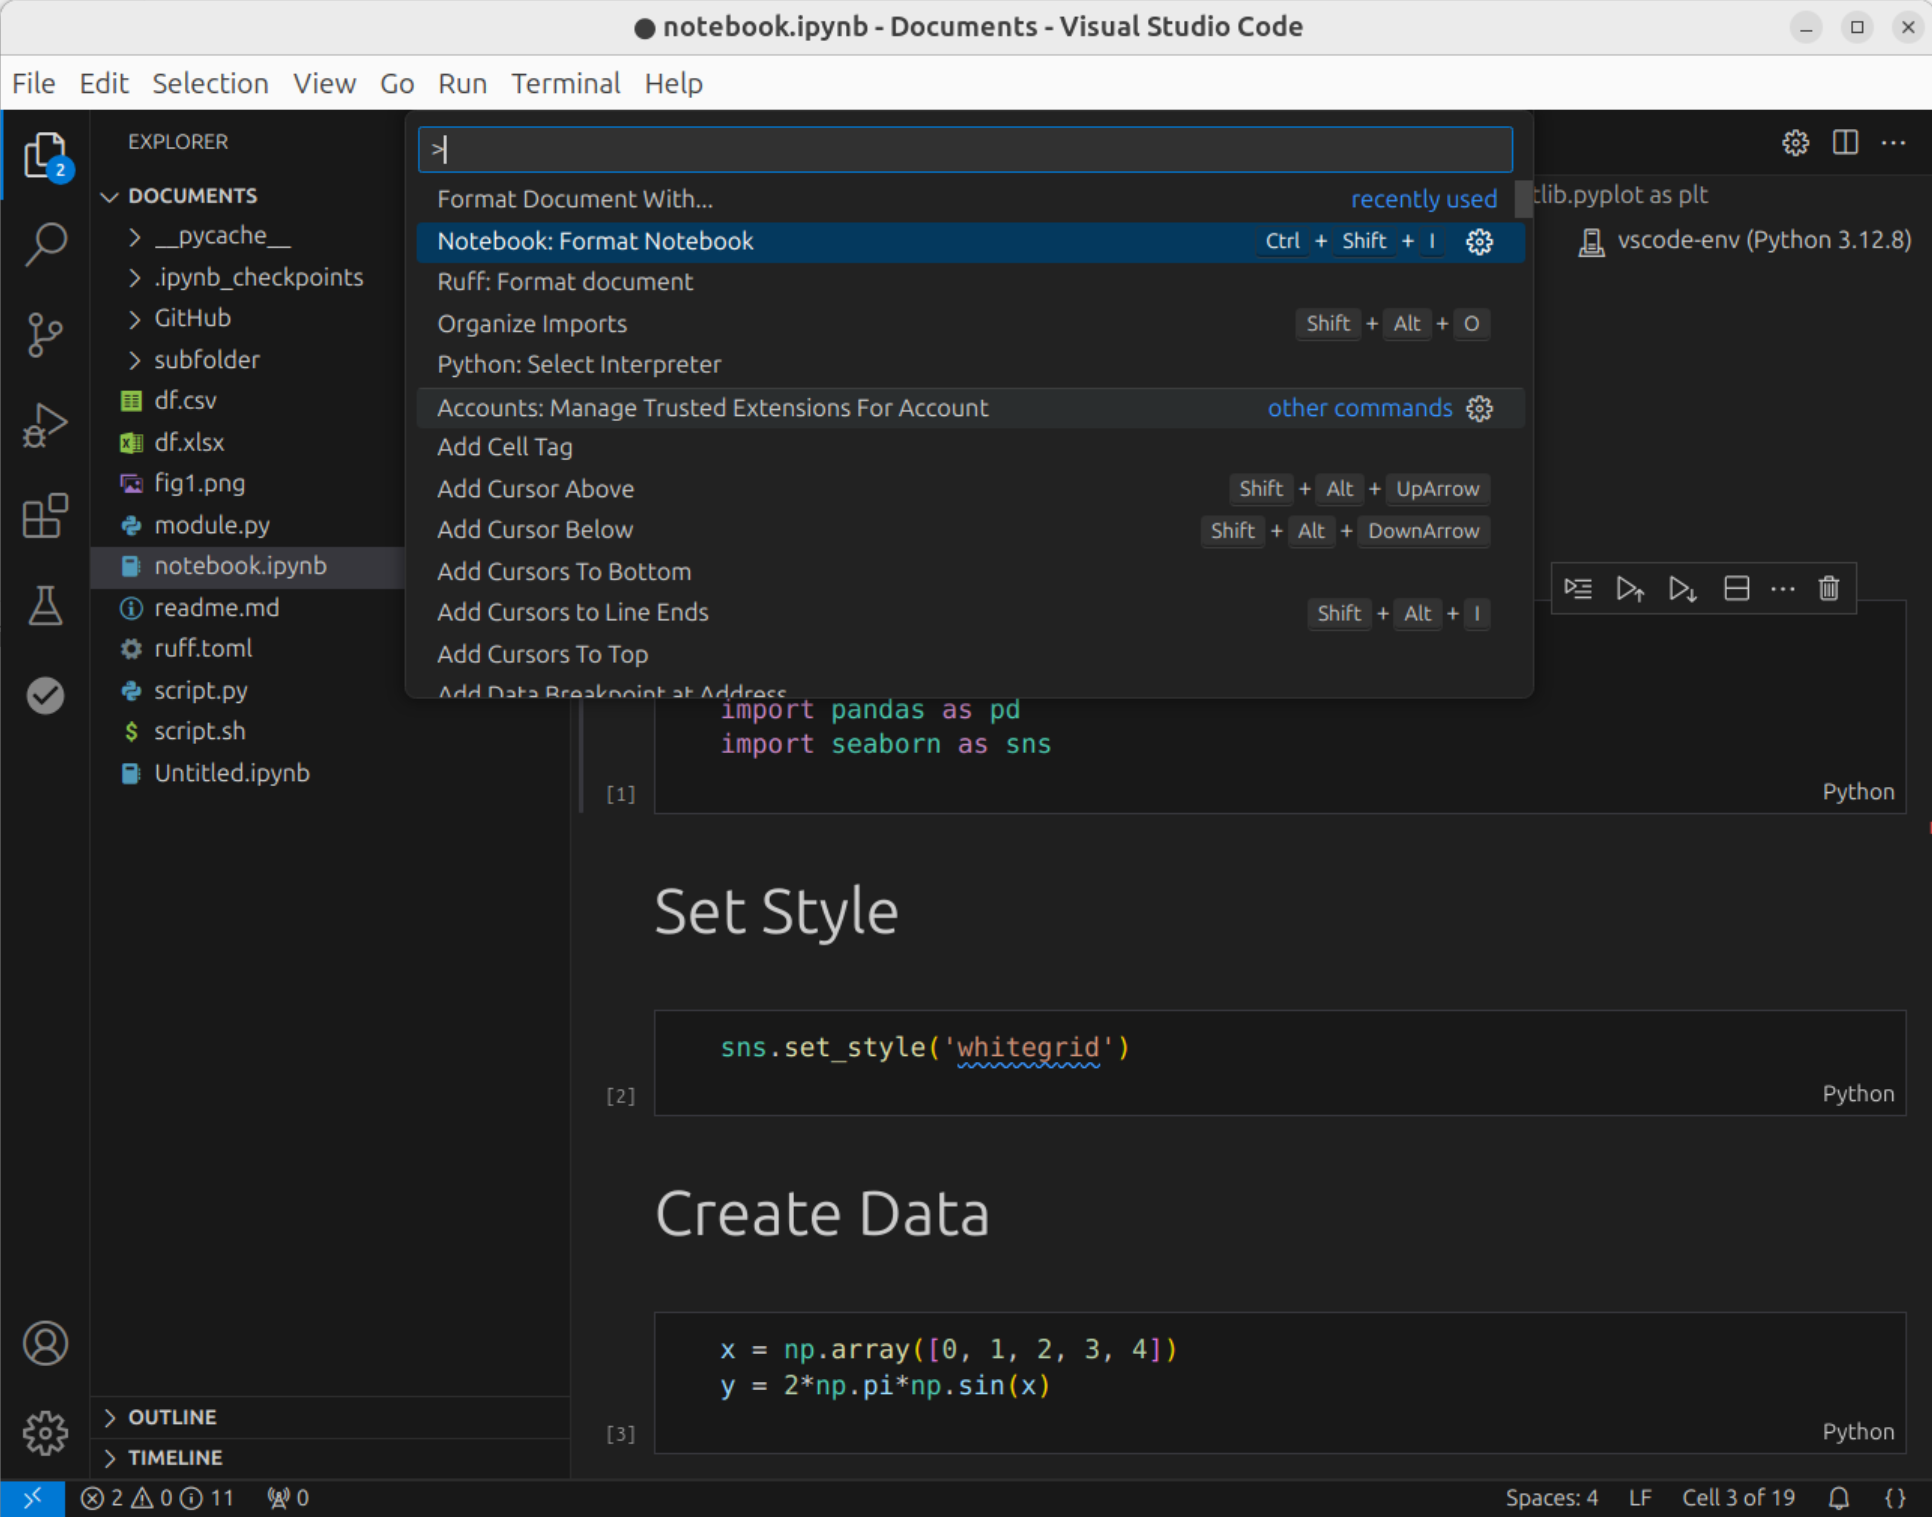 ● notebook.ipynb - Documents - Visual Studio Code
File Edit Selection View Go Run Terminal Help
2
EXPLORER
DOCUMENTS
__pycache__
.ipynb_checkpoints
GitHub
subfolder
df.csv
df.xlsx
fig1.png
module.py
notebook.ipynb
readme.md
ruff.toml
script.py
script.sh
Untitled.ipynb
OUTLINE
TIMELINE
>
Format Document With... recently used
Notebook: Format Notebook Ctrl + Shift + I
Ruff: Format document
Organize Imports Shift + Alt + O
Python: Select Interpreter
Accounts: Manage Trusted Extensions For Account other commands
Add Cell Tag
Add Cursor Above Shift + Alt + UpArrow
Add Cursor Below Shift + Alt + DownArrow
Add Cursors To Bottom
Add Cursors to Line Ends Shift + Alt + I
Add Cursors To Top
Add Data Breakpoint at Address
tlib.pyplot as plt
vscode-env (Python 3.12.8)
import pandas as pd
import seaborn as sns
[1] Python
Set Style
sns.set_style('whitegrid')
[2] Python
Create Data
x = np.array([0, 1, 2, 3, 4])
y = 2*np.pi*np.sin(x)
[3] Python
2 0 11 0 Spaces: 4 LF Cell 3 of 19 {}